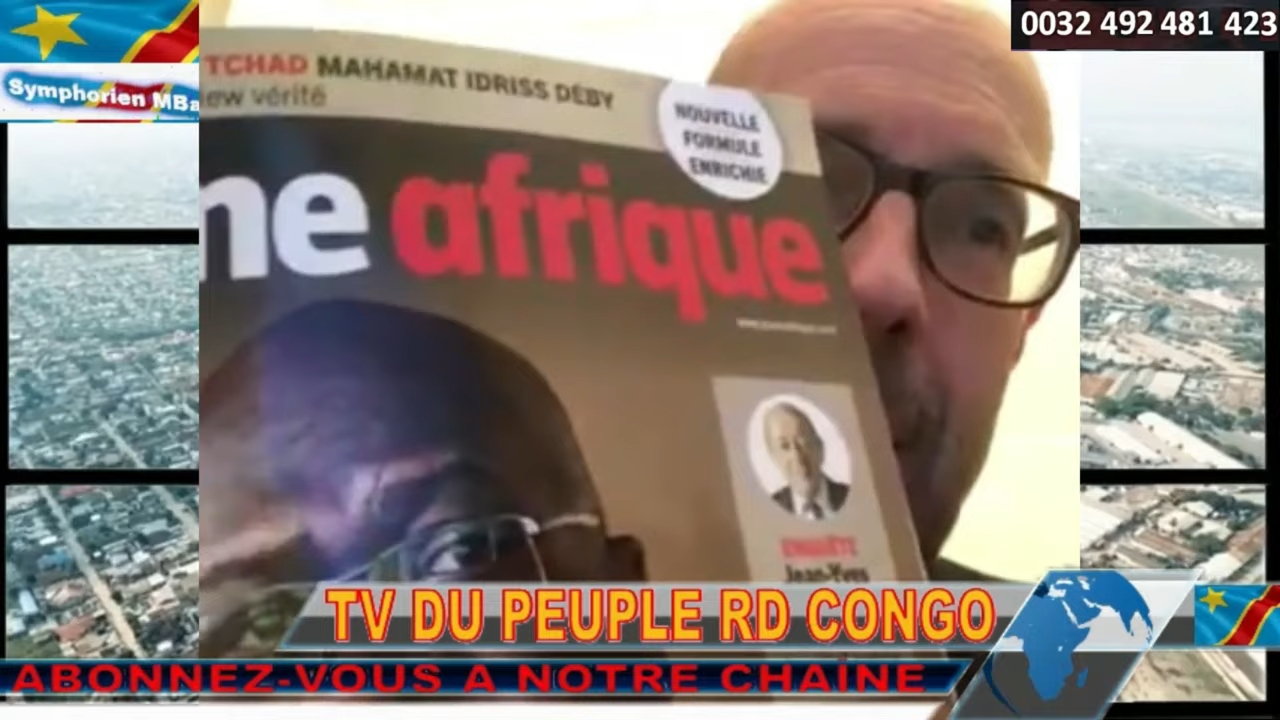 0032 492 481 423
Symphorien MBa
TCHAD MAHAMAT IDRISS DÉBY
ew vérité
NOUVELLE
FORMULE
ENRICHIE
ne afrique
ENQUÊTE
Jean-Yves
TV DU PEUPLE RD CONGO
ABONNEZ-VOUS A NOTRE CHAINE